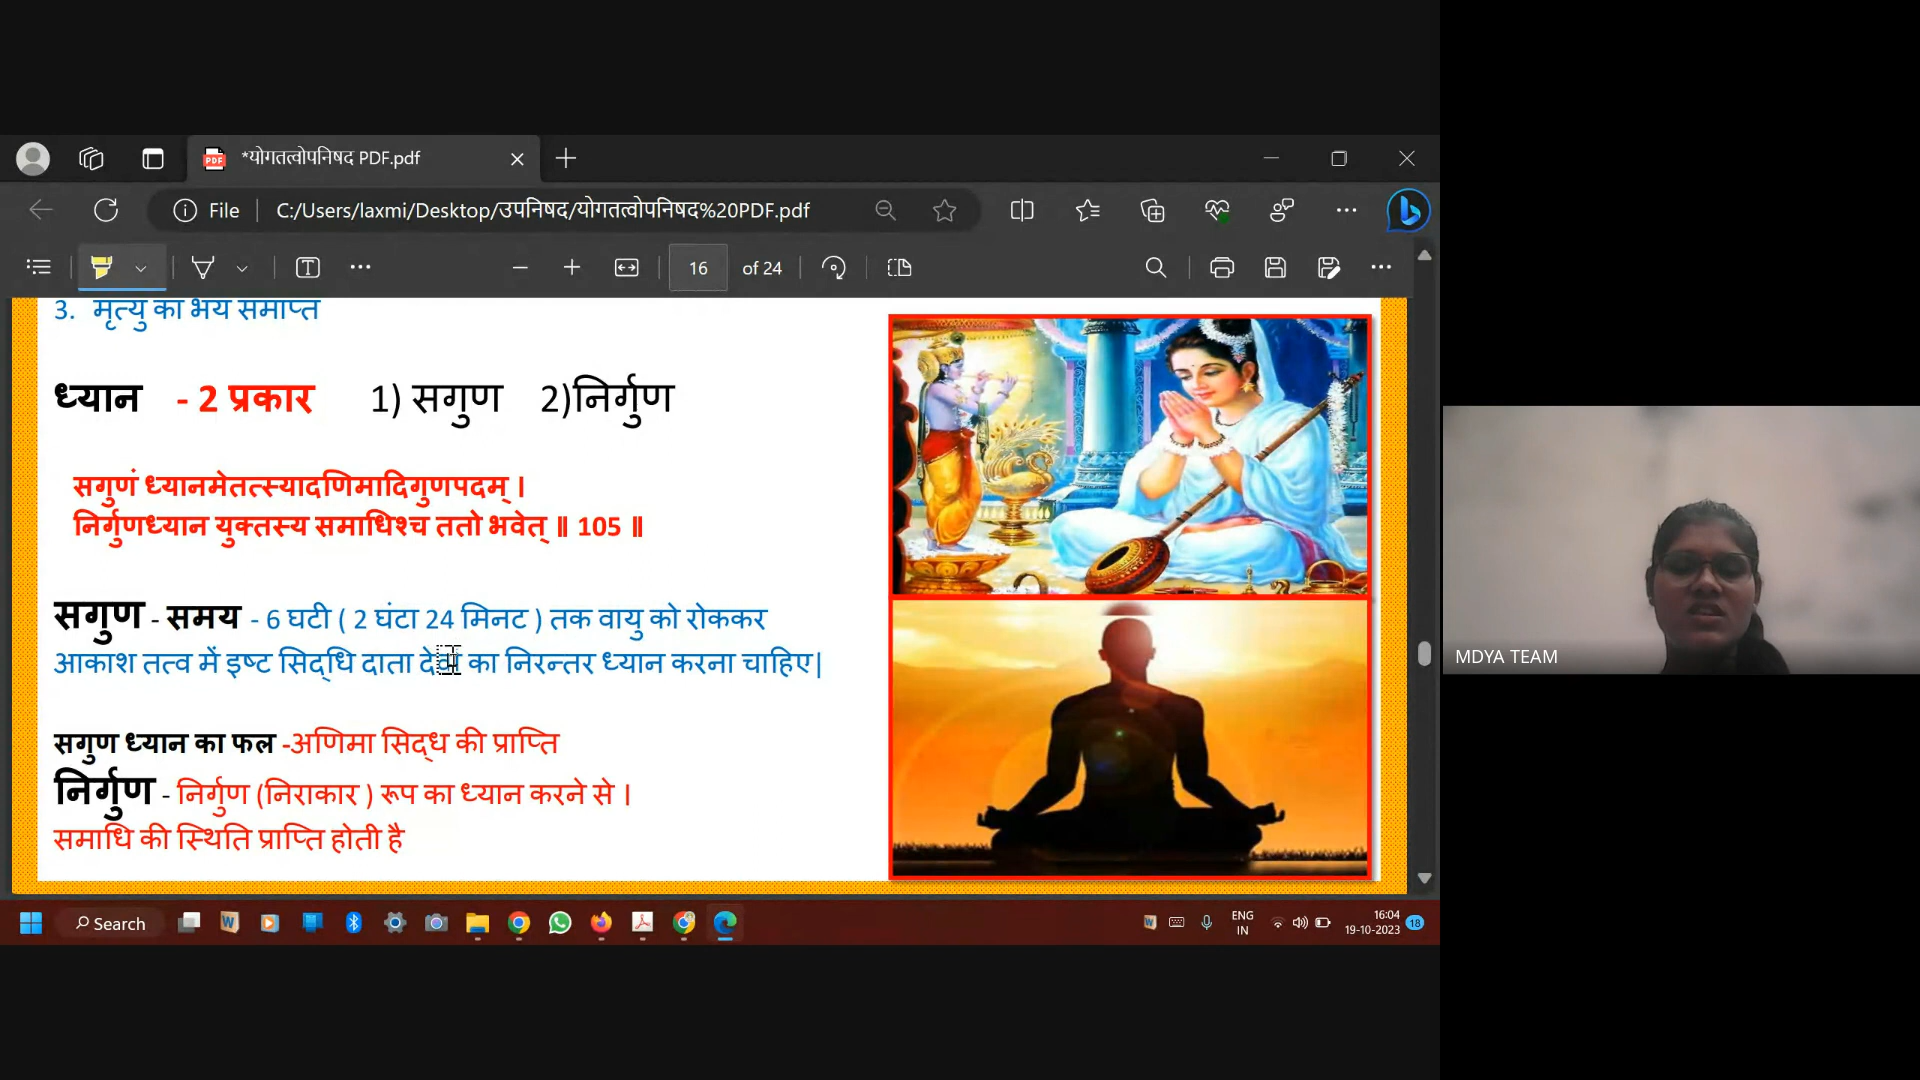 *योगतत्वोपनिषद PDF.pdf
File
C:/Users/laxmi/Desktop/उपनिषद/योगतत्वोपनिषद%20PDF.pdf
16 of 24
3. मृत्यु का भय समाप्त
ध्यान - 2 प्रकार 1) सगुण 2)निर्गुण
सगुणं ध्यानमेतत्स्यादणिमादिगुणपदम् ।
निर्गुणध्यान युक्तस्य समाधिश्च ततो भवेत् ॥ 105 ॥
सगुण - समय - 6 घटी ( 2 घंटा 24 मिनट ) तक वायु को रोककर
आकाश तत्व में इष्ट सिद्धि दाता का निरन्तर ध्यान करना चाहिए|
सगुण ध्यान का फल -अणिमा सिद्ध की प्राप्ति
निर्गुण - निर्गुण (निराकार ) रूप का ध्यान करने से ।
समाधि की स्थिति प्राप्ति होती है
MDYA TEAM
Search
ENG
IN
16:04
19-10-2023
18